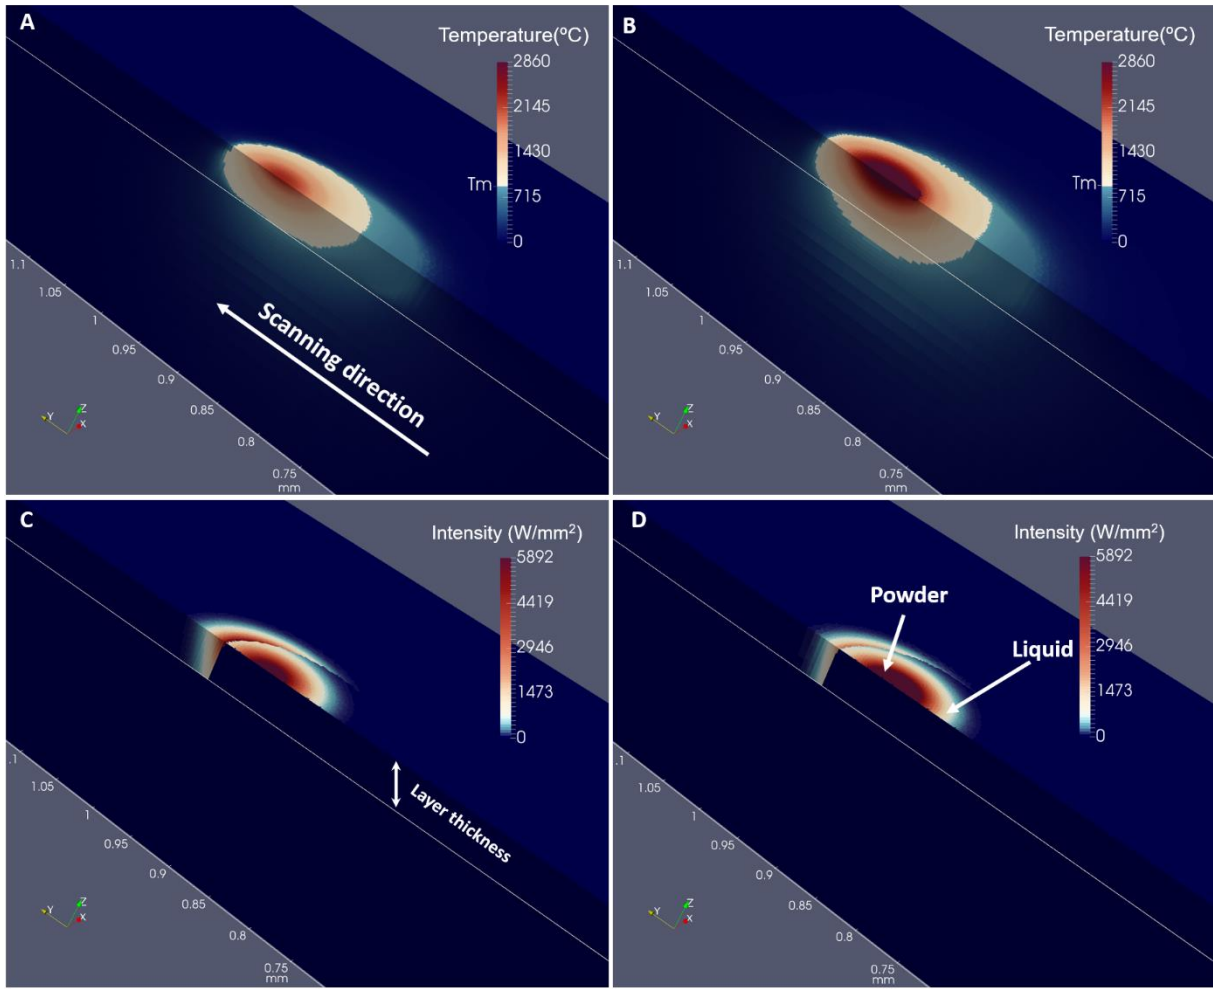 A
Temperature(ºC)
2860
2145
1430
Tm
715
0
Scanning direction
1.1
1.05
1
0.95
0.9
0.85
0.8
0.75
mm
Y
Z
X
B
Temperature(ºC)
2860
2145
1430
Tm
715
0
1.1
1.05
1
0.95
0.9
0.85
0.8
0.75
mm
Y
Z
X
C
Intensity (W/mm²)
5892
4419
2946
1473
0
Layer thickness
.1
1.05
1
0.95
0.9
0.85
0.8
0.75
mm
Y
Z
X
D
Intensity (W/mm²)
5892
4419
2946
1473
0
Powder
Liquid
.1
1.05
1
0.95
0.9
0.85
0.8
0.75
mm
Y
Z
X